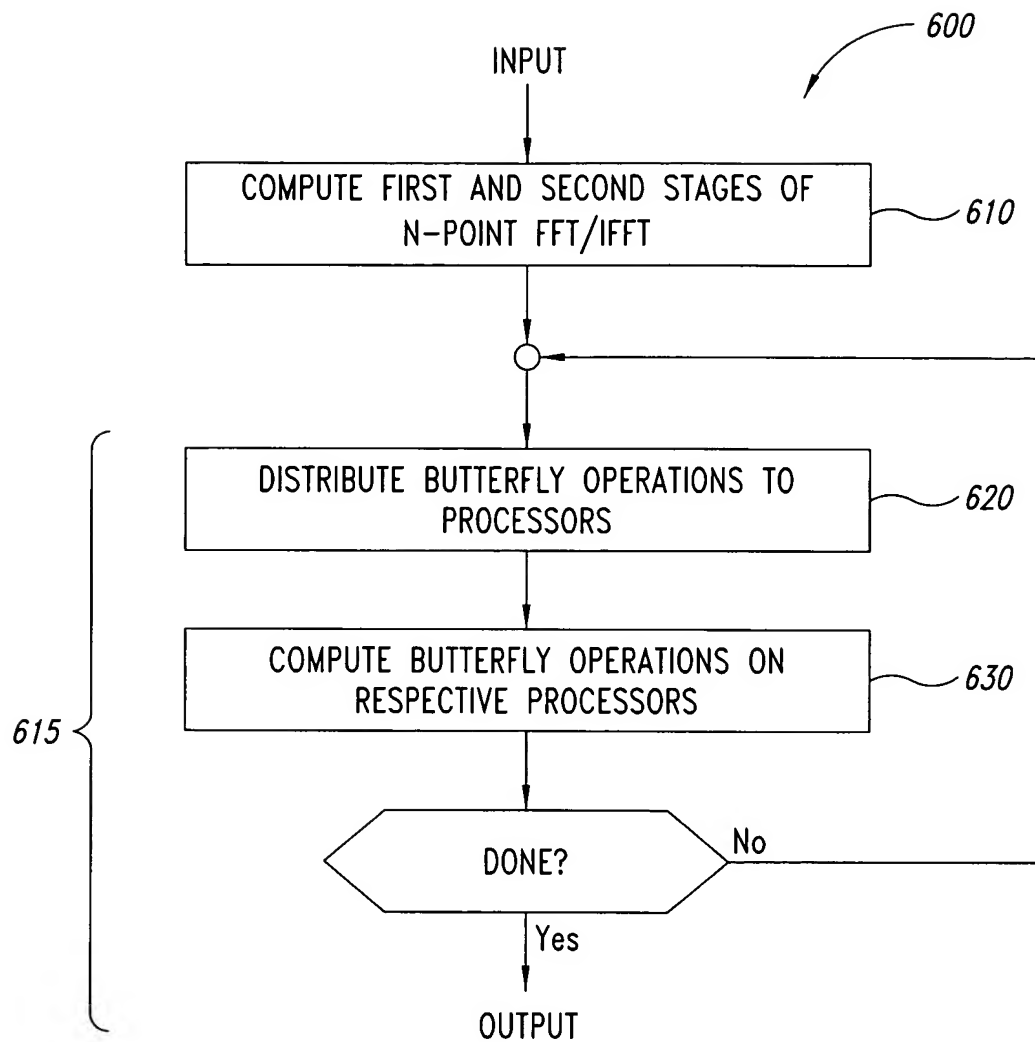 600
INPUT
COMPUTE FIRST AND SECOND STAGES OF
N-POINT FFT/IFFT
610
DISTRIBUTE BUTTERFLY OPERATIONS TO
PROCESSORS
620
COMPUTE BUTTERFLY OPERATIONS ON
RESPECTIVE PROCESSORS
630
615
DONE?
No
Yes
OUTPUT